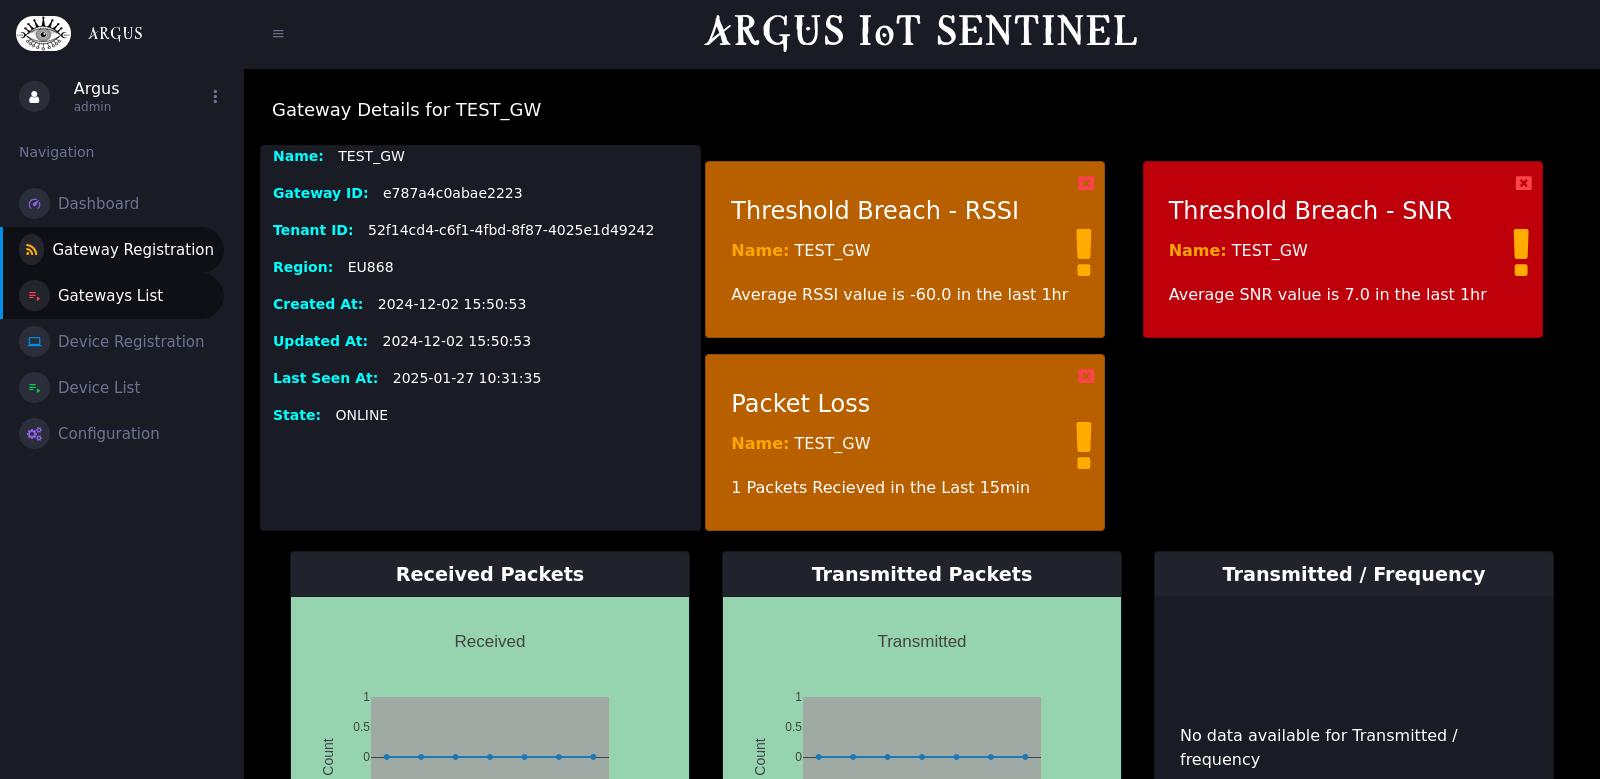 ARGUS
ARGUS IoT SENTINEL
Argus
admin
Navigation
Dashboard
Gateway Registration
Gateways List
Device Registration
Device List
Configuration
Gateway Details for TEST_GW
Name: TEST_GW
Gateway ID: e787a4c0abae2223
Tenant ID: 52f14cd4-c6f1-4fbd-8f87-4025e1d49242
Region: EU868
Created At: 2024-12-02 15:50:53
Updated At: 2024-12-02 15:50:53
Last Seen At: 2025-01-27 10:31:35
State: ONLINE
Threshold Breach - RSSI
Name: TEST_GW
Average RSSI value is -60.0 in the last 1hr
Threshold Breach - SNR
Name: TEST_GW
Average SNR value is 7.0 in the last 1hr
Packet Loss
Name: TEST_GW
1 Packets Recieved in the Last 15min
Received Packets
Received
1
0.5
0
Count
Transmitted Packets
Transmitted
1
0.5
0
Count
Transmitted / Frequency
No data available for Transmitted /
frequency